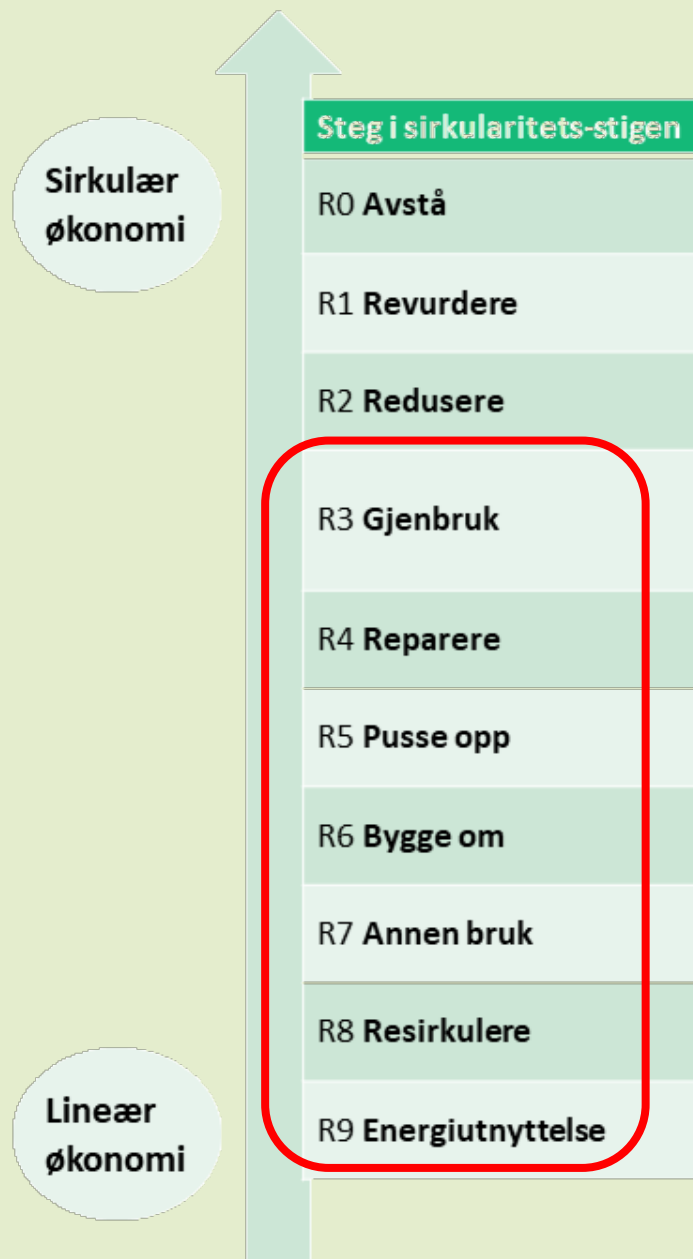 Steg i sirkularitets-stigen
Sirkulær
økonomi
R0 Avstå
R1 Revurdere
R2 Redusere
R3 Gjenbruk
R4 Reparere
R5 Pusse opp
R6 Bygge om
R7 Annen bruk
R8 Resirkulere
Lineær
økonomi
R9 Energiutnyttelse